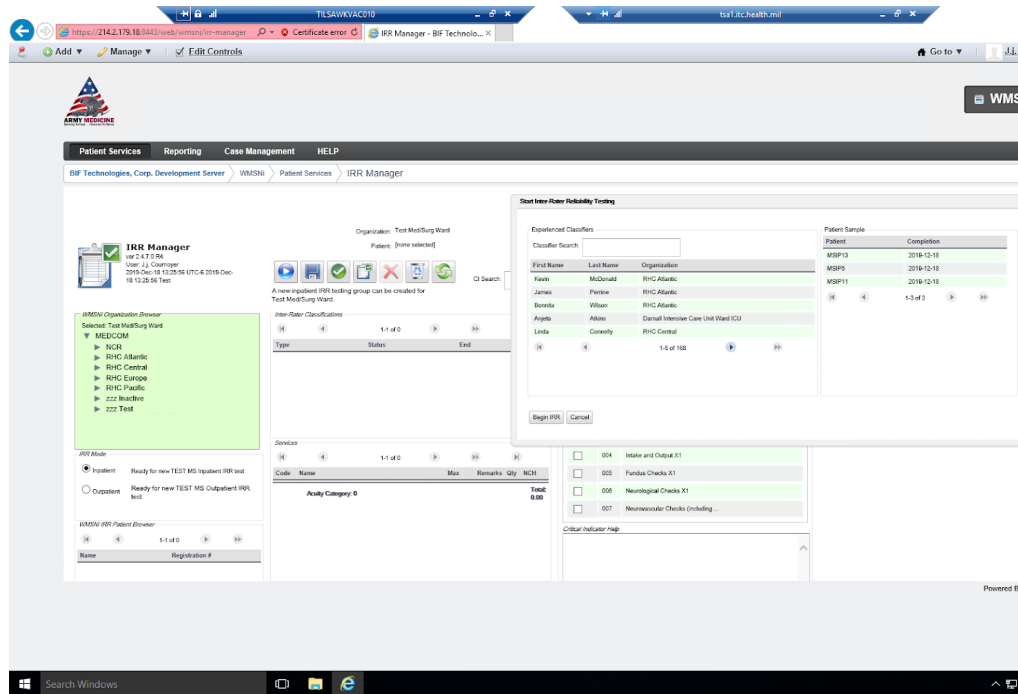 TILSAWKVAC010
tsa1.itc.health.mil
https://214.2.179.18:8443/web/wmsni/irr-manager
Certificate error
IRR Manager - BIF Technolo...
Add
Manage
Edit Controls
Go to
J.j.
ARMY MEDICINE
WMS
Patient Services Reporting Case Management HELP
BIF Technologies, Corp. Development Server WMSNi Patient Services IRR Manager
IRR Manager
ver 2.4.7.0 R4
User: J.j. Cournoyer
2019-Dec-18 13:25:56 UTC-6 2019-Dec-
18 13:25:56 Test
Organization: Test Med/Surg Ward
Patient: [none selected]
CI Search:
A new inpatient IRR testing group can be created for
Test Med/Surg Ward.
WMSNi Organization Browser
Selected: Test Med/Surg Ward
MEDCOM
NCR
RHC Atlantic
RHC Central
RHC Europe
RHC Pacific
zzz Inactive
zzz Test
IRR Mode
Inpatient Ready for new TEST MS Inpatient IRR test
Outpatient Ready for new TEST MS Outpatient IRR
test
WMSNi IRR Patient Browser
1-1 of 0
Name Registration #
Inter-Rater Classifications
1-1 of 0
Type Status End
Services
1-1 of 0
Code Name Max Remarks Qty NCH
Acuity Category: 0 Total:
0.00
Start Inter-Rater Reliability Testing
Experienced Classifiers
Classifier Search:
First Name Last Name Organization
Kevin McDonald RHC Atlantic
James Perrine RHC Atlantic
Bonnita Wilson RHC Atlantic
Anjeta Atkins Darnall Intensive Care Unit Ward ICU
Linda Connelly RHC Central
1-5 of 168
Patient Sample
Patient Completion
MSIP13 2019-12-18
MSIP5 2019-12-18
MSIP11 2019-12-18
1-3 of 3
Begin IRR Cancel
004 Intake and Output X1
005 Fundus Checks X1
006 Neurological Checks X1
007 Neurovascular Checks (including ...
Critical Indicator Help
Powered B
Search Windows